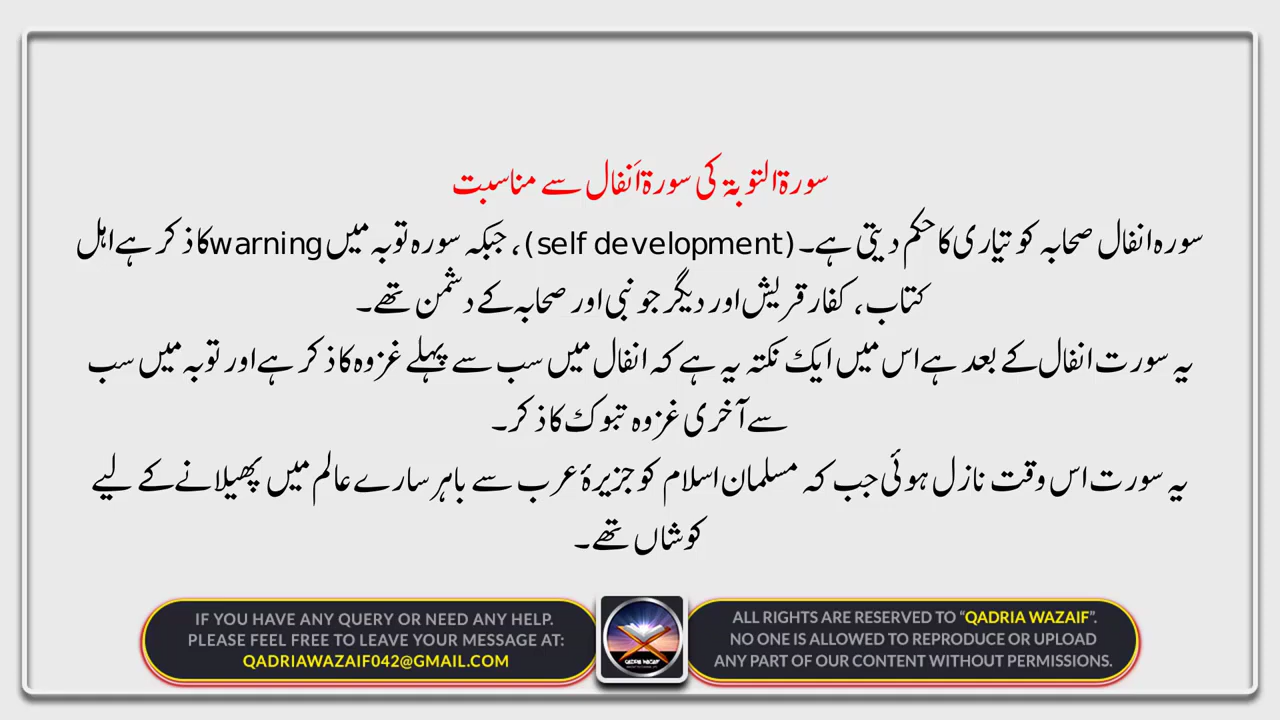 سورۃ التوبۃ کی سورۃ اَنفال سے مناسبت
سورہ انفال صحابہ کو تیاری کا حکم دیتی ہے۔ (self development)، جبکہ سورہ توبہ میں warning کا ذکر ہے اہل
کتاب، کفار قریش اور دیگر جو نبی اور صحابہ کے دشمن تھے۔
یہ سورت انفال کے بعد ہے اس میں ایک نکتہ یہ ہے کہ انفال میں سب سے پہلے غزوہ کا ذکر ہے اور توبہ میں سب
سے آخری غزوہ تبوک کا ذکر۔
یہ سورت اس وقت نازل ہوئی جب کہ مسلمان اسلام کو جزیرۂ عرب سے باہر سارے عالم میں پھیلانے کے لیے
کوشاں تھے۔
IF YOU HAVE ANY QUERY OR NEED ANY HELP.
PLEASE FEEL FREE TO LEAVE YOUR MESSAGE AT:
QADRIAWAZAIF042@GMAIL.COM
QADRIA WAZAIF
ALL RIGHTS ARE RESERVED TO “QADRIA WAZAIF”.
NO ONE IS ALLOWED TO REPRODUCE OR UPLOAD
ANY PART OF OUR CONTENT WITHOUT PERMISSIONS.